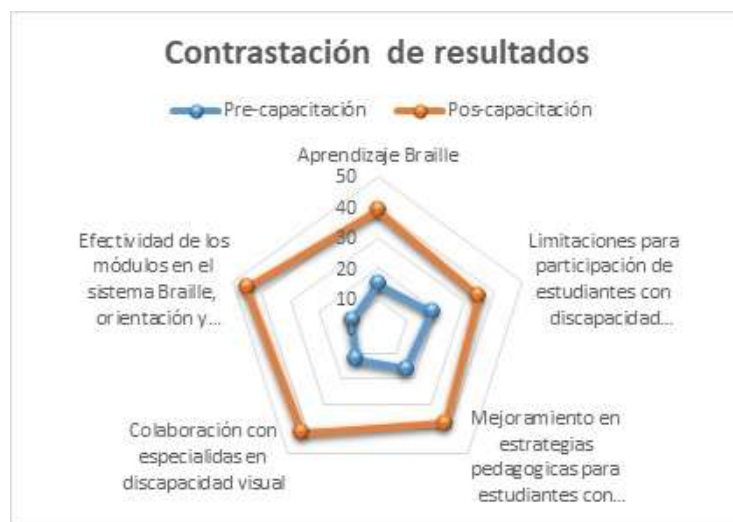 Contrastación de resultados
Pre-capacitación Pos-capacitación
Aprendizaje Braille
50
40
30
20
10
Limitaciones para
participación de
estudiantes con
discapacidad...
Mejoramiento en
estrategias
pedagogicas para
estudiantes con...
Colaboración con
especialidas en
discapacidad visual
Efectividad de los
módulos en el
sistema Braille,
orientación y...